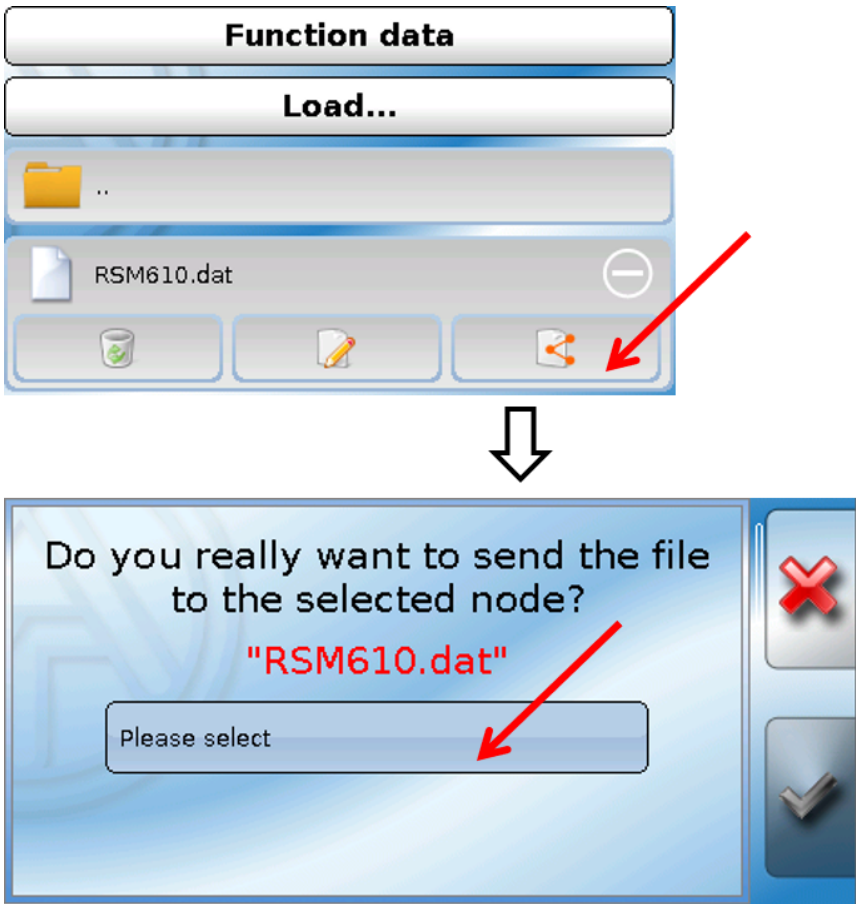 Function data
Load...
..
RSM610.dat
Do you really want to send the file
to the selected node?
"RSM610.dat"
Please select